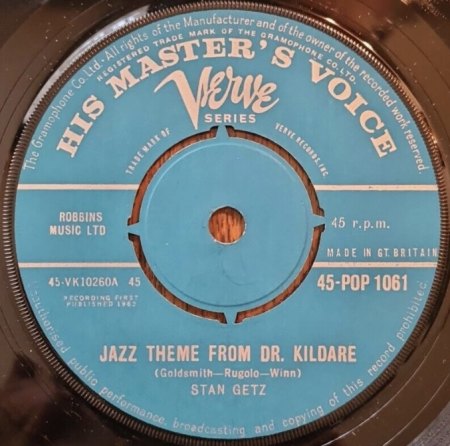 The Gramophone Co Ltd. All rights of the Manufacturer and of the owner of the recorded work reserved.
REGISTERED TRADE MARK OF THE GRAMOPHONE CO. LTD.
HIS MASTER'S VOICE
Verve
SERIES
TRADE MARK OF VERVE RECORDS, INC.
ROBBINS
MUSIC LTD
45 r.p.m.
MADE IN GT. BRITAIN
45-VK10260A 45
45-POP 1061
RECORDING FIRST
PUBLISHED 1962
JAZZ THEME FROM DR. KILDARE
(Goldsmith—Rugolo—Winn)
STAN GETZ
Unauthorised public performance, broadcasting and copying of this record prohibited